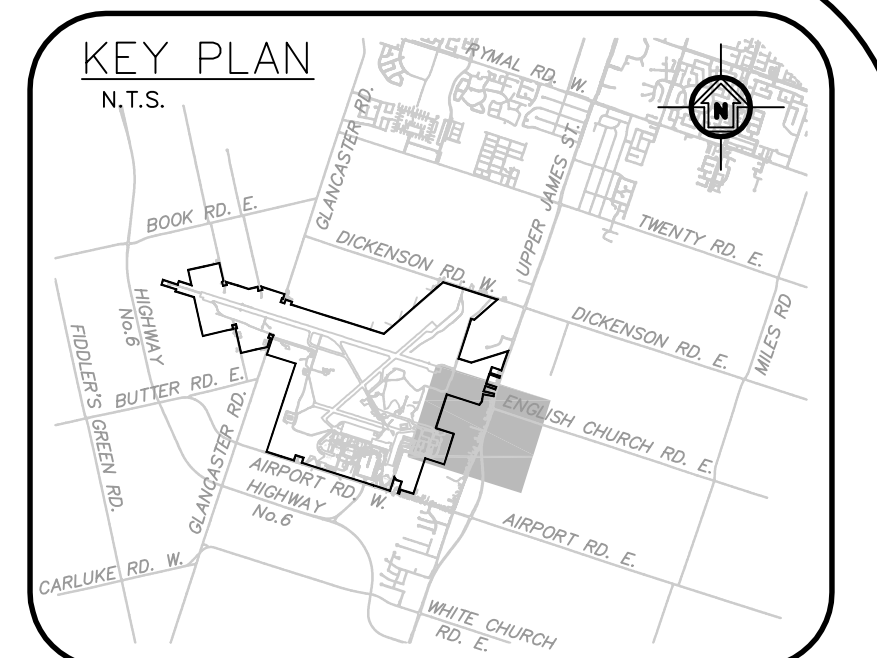 KEY PLAN
N.T.S.
RYMAL RD. W.
N
GLANCASTER RD.
UPPER JAMES ST.
BOOK RD. E.
TWENTY RD. E.
DICKENSON RD. W.
HIGHWAY
No.6
DICKENSON RD. E.
MILES RD
FIDDLER'S GREEN RD.
BUTTER RD. E.
ENGLISH CHURCH RD. E.
GLANCASTER RD.
AIRPORT RD. W.
HIGHWAY
No.6
AIRPORT RD. E.
CARLUKE RD. W.
WHITE CHURCH
RD. E.